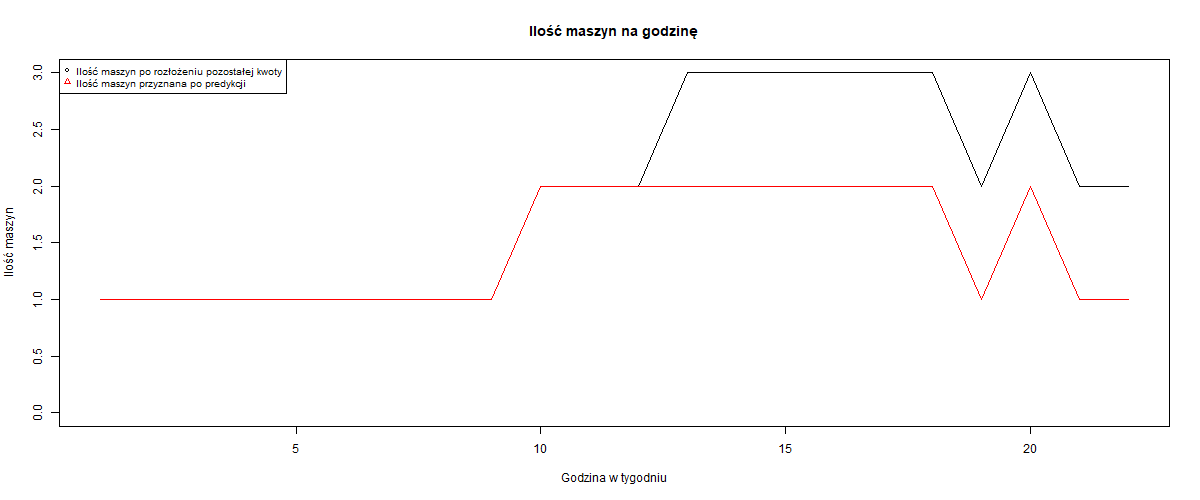 Ilość maszyn na godzinę
Ilość maszyn po rozłożeniu pozostałej kwoty
Ilość maszyn przyznana po predykcji
Ilość maszyn
3.0
2.5
2.0
1.5
1.0
0.5
0.0
5 10 15 20
Godzina w tygodniu